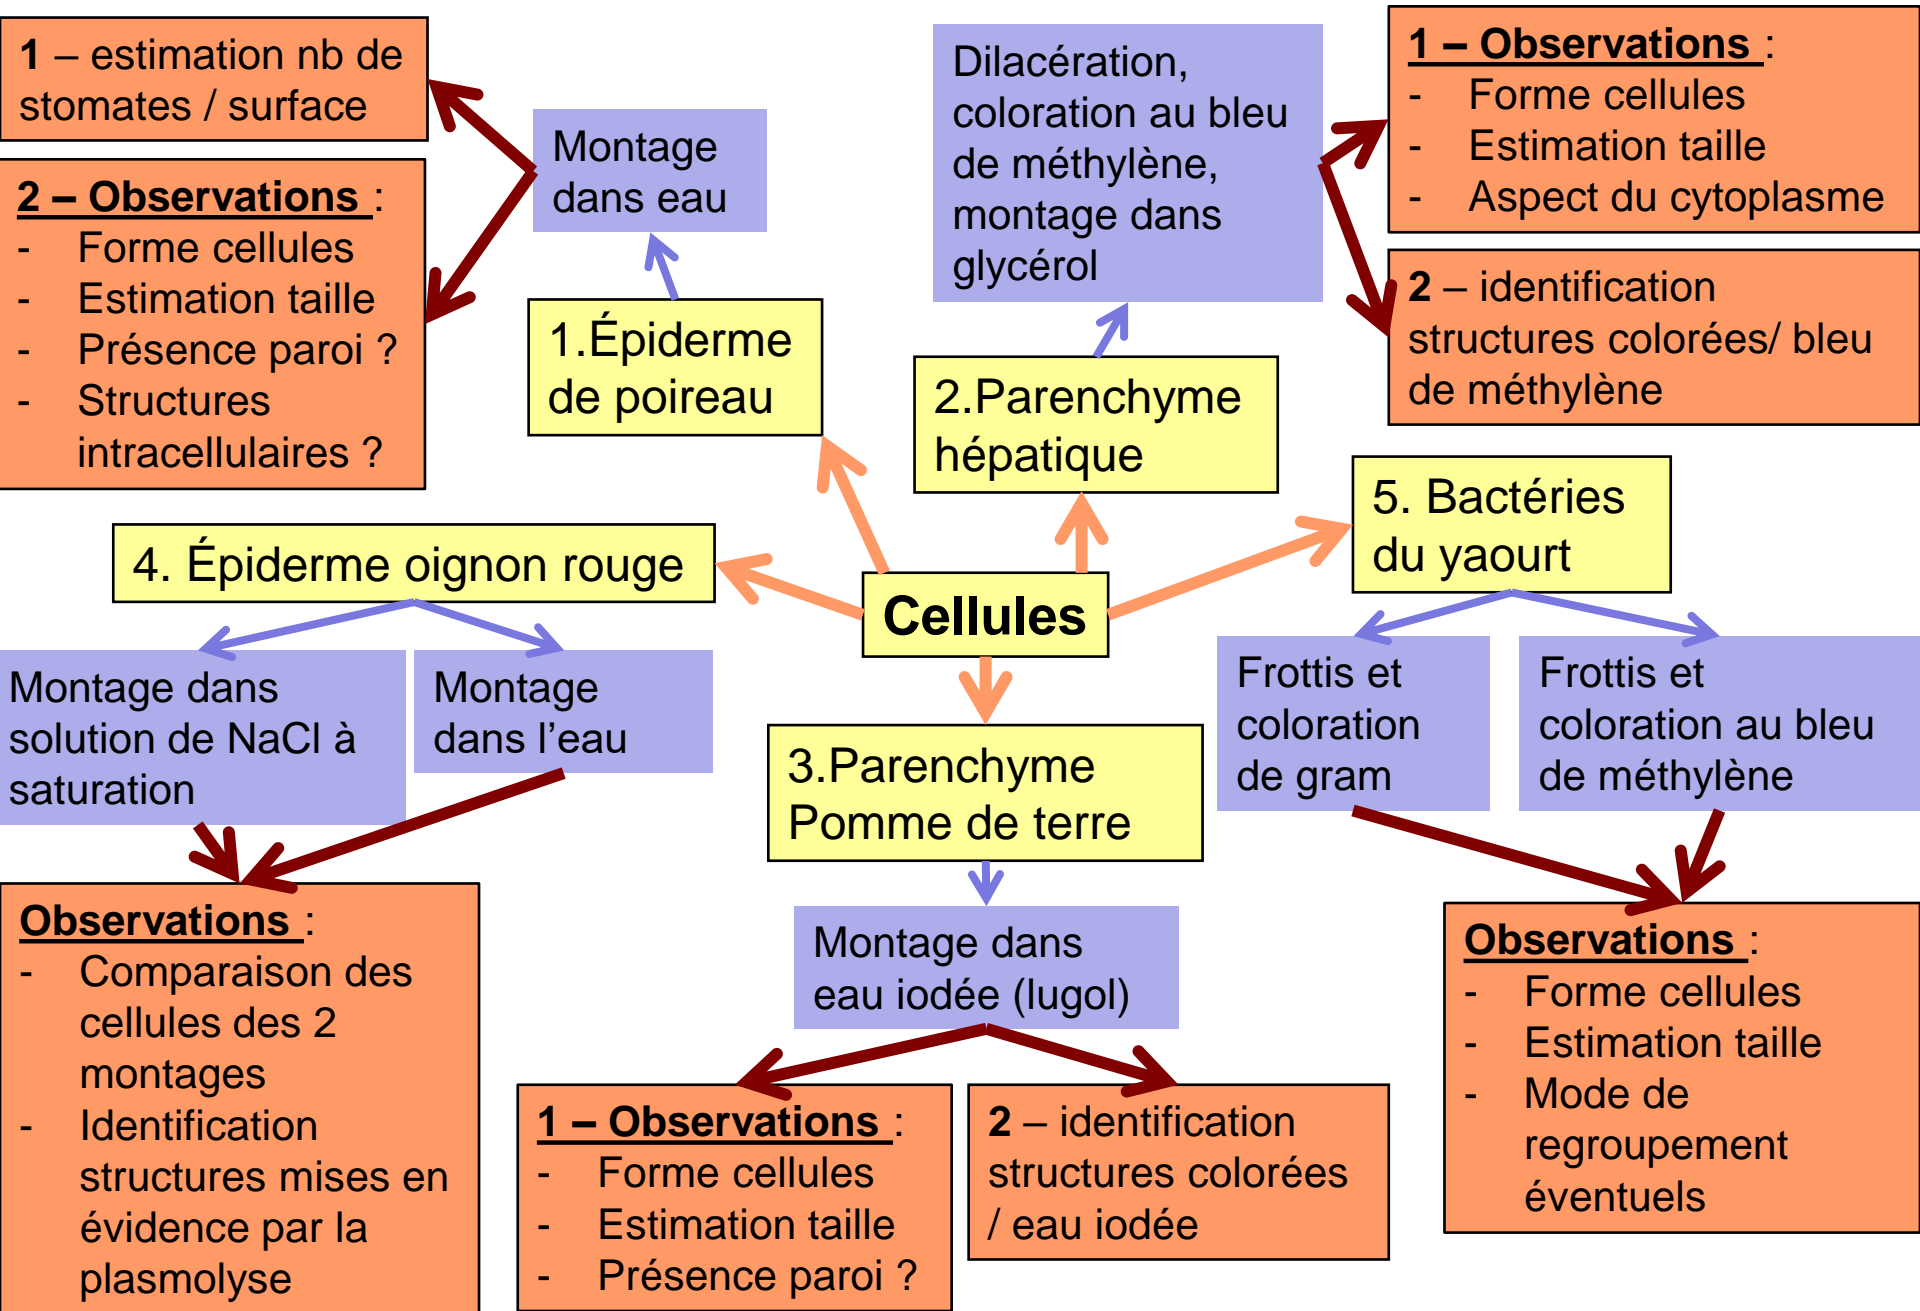 1 – estimation nb de
stomates / surface
2 – Observations :
- Forme cellules
- Estimation taille
- Présence paroi ?
- Structures
intracellulaires ?
Montage
dans eau
1.Épiderme
de poireau
Dilacération,
coloration au bleu
de méthylène,
montage dans
glycérol
2.Parenchyme
hépatique
1 – Observations :
- Forme cellules
- Estimation taille
- Aspect du cytoplasme
2 – identification
structures colorées/ bleu
de méthylène
4. Épiderme oignon rouge
Cellules
5. Bactéries
du yaourt
Montage dans
solution de NaCl à
saturation
Montage
dans l’eau
3.Parenchyme
Pomme de terre
Frottis et
coloration
de gram
Frottis et
coloration au bleu
de méthylène
Observations :
- Comparaison des
cellules des 2
montages
- Identification
structures mises en
évidence par la
plasmolyse
Montage dans
eau iodée (lugol)
1 – Observations :
- Forme cellules
- Estimation taille
- Présence paroi ?
2 – identification
structures colorées
/ eau iodée
Observations :
- Forme cellules
- Estimation taille
- Mode de
regroupement
éventuels